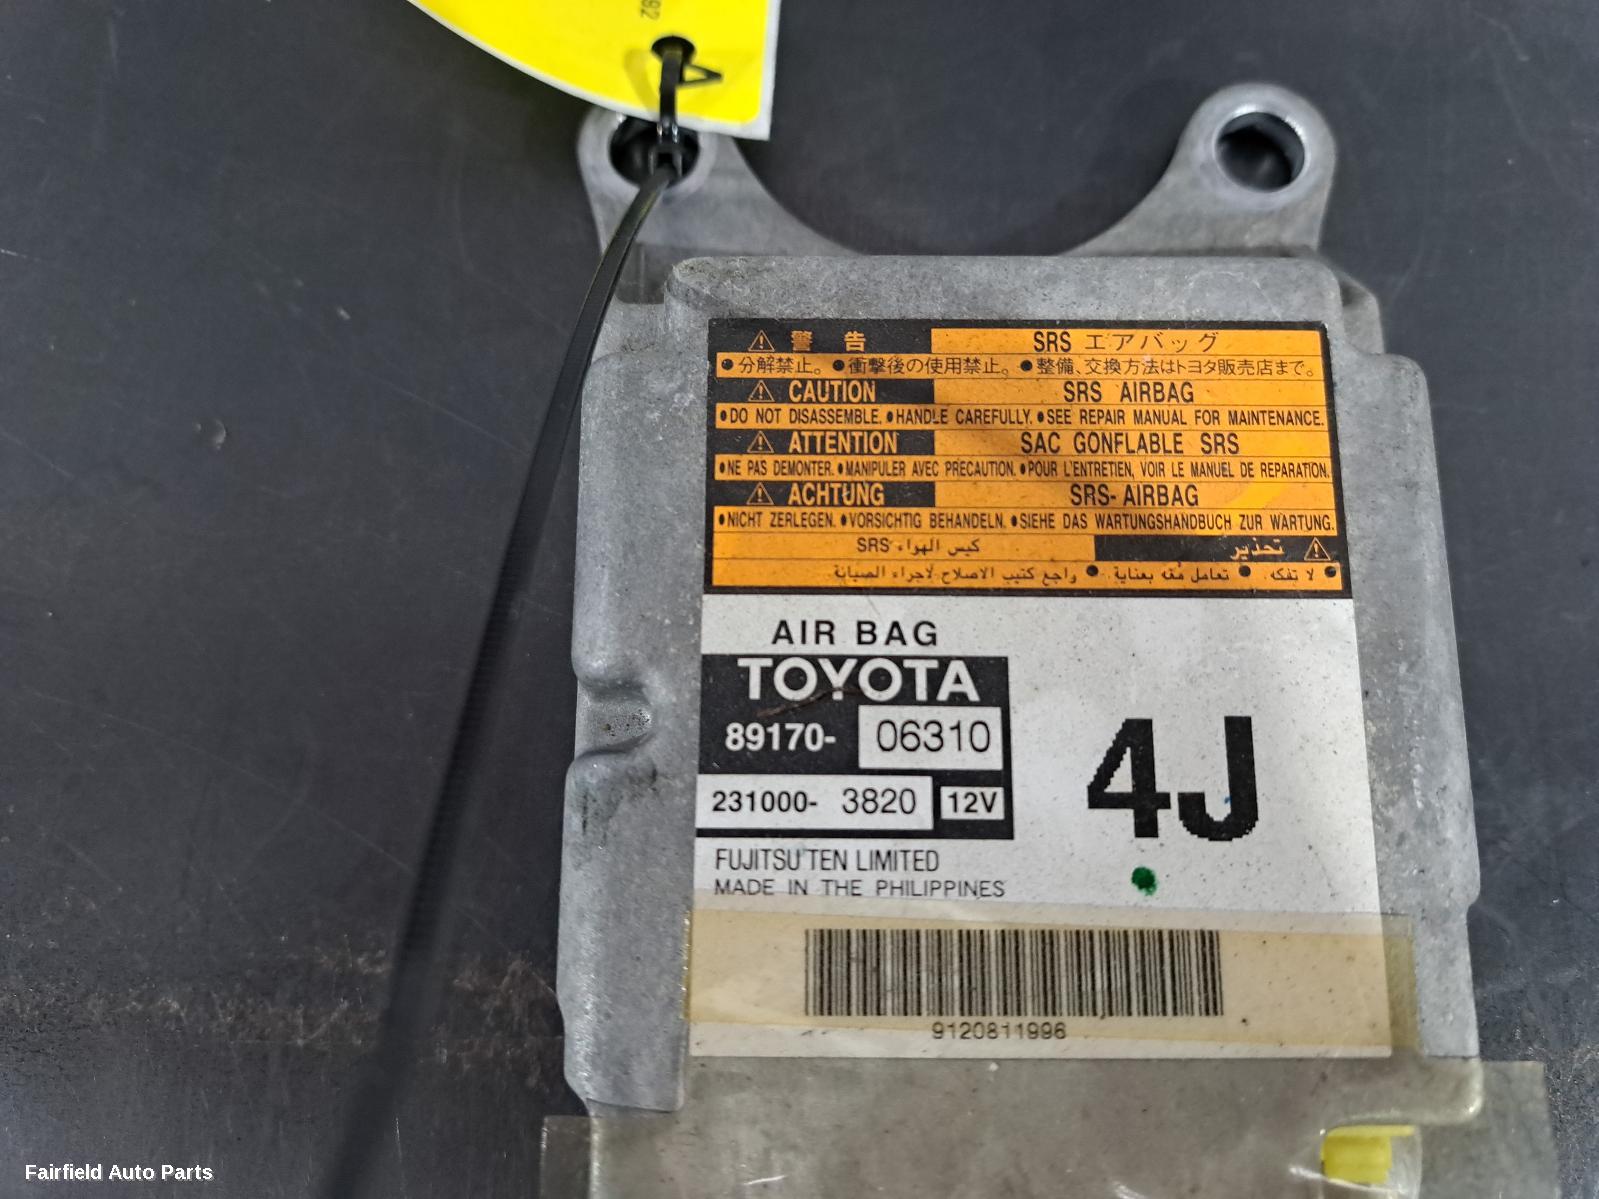 92
警告 SRS エアバッグ
●分解禁止。●衝撃後の使用禁止。●整備、交換方法はトヨタ販売店まで。
CAUTION SRS AIRBAG
●DO NOT DISASSEMBLE. ●HANDLE CAREFULLY. ●SEE REPAIR MANUAL FOR MAINTENANCE.
ATTENTION SAC GONFLABLE SRS
●NE PAS DEMONTER. ●MANIPULER AVEC PRECAUTION. ●POUR L'ENTRETIEN, VOIR LE MANUEL DE REPARATION.
ACHTUNG SRS-AIRBAG
●NICHT ZERLEGEN. ●VORSICHTIG BEHANDELN. ●SIEHE DAS WARTUNGSHANDBUCH ZUR WARTUNG.
تحذير كيس الهواء SRS
● لا تفكه. ● تعامل معه بعناية ● واجع كتيب الاصلاح لاجراء الصيانة
AIR BAG
TOYOTA
89170-06310
231000-3820 12V
4J
FUJITSU TEN LIMITED
MADE IN THE PHILIPPINES
9120811996
Fairfield Auto Parts